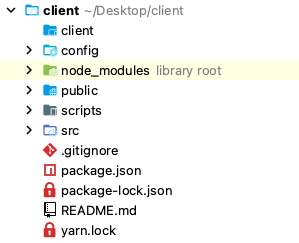 client ~/Desktop/client
client
config
node_modules library root
public
scripts
src
.gitignore
package.json
package-lock.json
README.md
yarn.lock